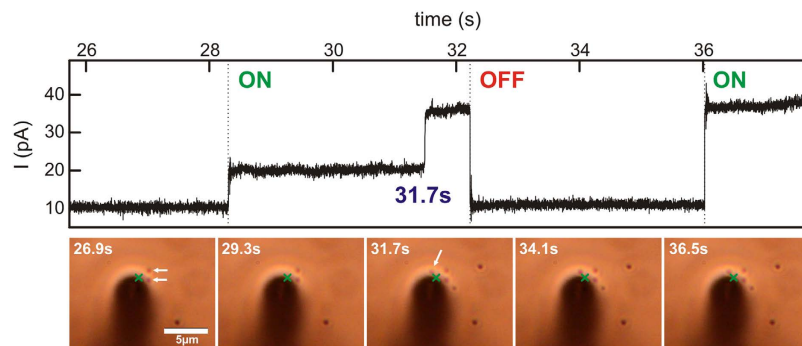 time (s)
26 28 30 32 34 36
ON OFF ON
I (pA)
40
30
20
10
31.7s
26.9s 29.3s 31.7s 34.1s 36.5s
5µm